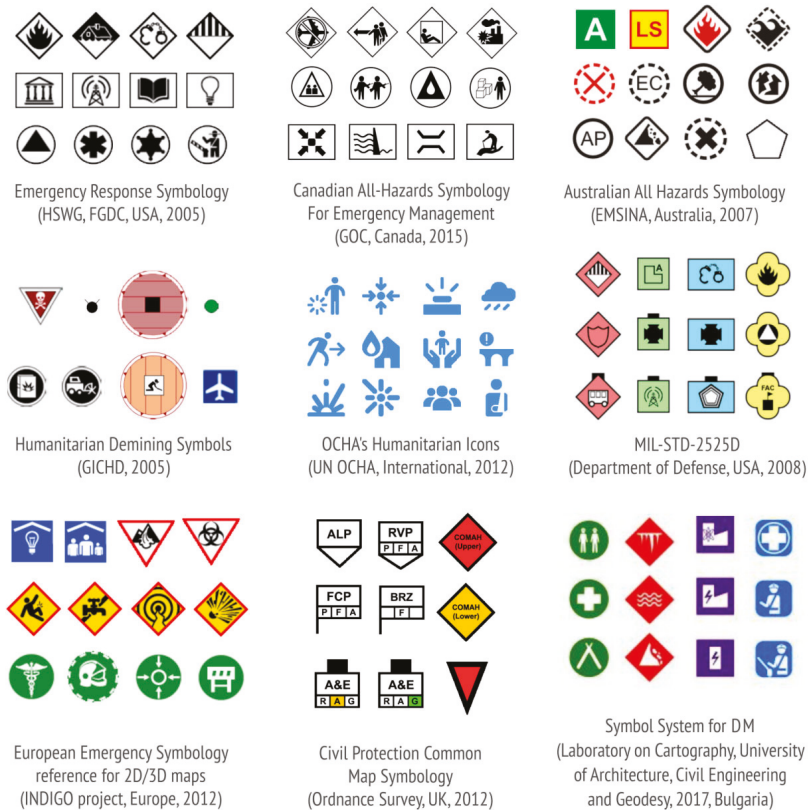 A
LS
EC
AP
Emergency Response Symbology
(HSWG, FGDC, USA, 2005)
Canadian All-Hazards Symbology
For Emergency Management
(GOC, Canada, 2015)
Australian All Hazards Symbology
(EMSINA, Australia, 2007)
A
FAC
Humanitarian Demining Symbols
(GICHD, 2005)
OCHA's Humanitarian Icons
(UN OCHA, International, 2012)
MIL-STD-2525D
(Department of Defense, USA, 2008)
ALP
RVP
P F A
COMAH
(Upper)
FCP
P F A
BRZ
F
COMAH
(Lower)
A&E
R A G
A&E
R A G
European Emergency Symbology
reference for 2D/3D maps
(INDIGO project, Europe, 2012)
Civil Protection Common
Map Symbology
(Ordnance Survey, UK, 2012)
Symbol System for DM
(Laboratory on Cartography, University
of Architecture, Civil Engineering
and Geodesy, 2017, Bulgaria)